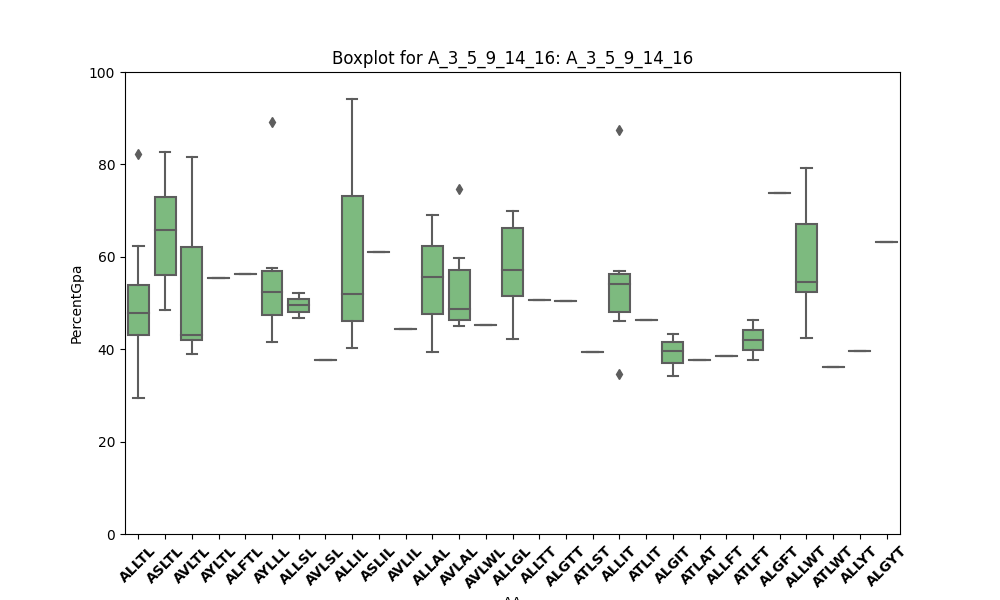 Boxplot for A_3_5_9_14_16: A_3_5_9_14_16
100
80
60
40
20
0
PercentGpa
ALLTL ASLTL AVLTL AYLTL ALFTL AYLLL ALLSL AVLSL ALLIL ASLIL AVLIL ALLAL AVLAL AVLWL ALLGL ALLTT ALGTT ATLST ALLIT ATLIT ALGIT ATLAT ALLFT ATLFT ALGFT ALLWT ATLWT ALLYT ALGYT